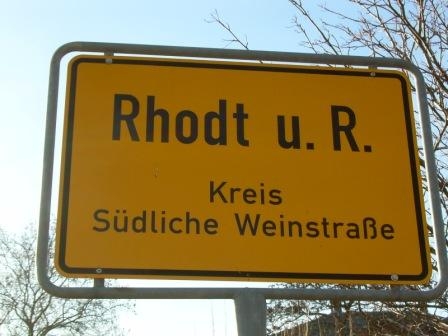 Rhodt u. R.
Kreis
Südliche Weinstraße